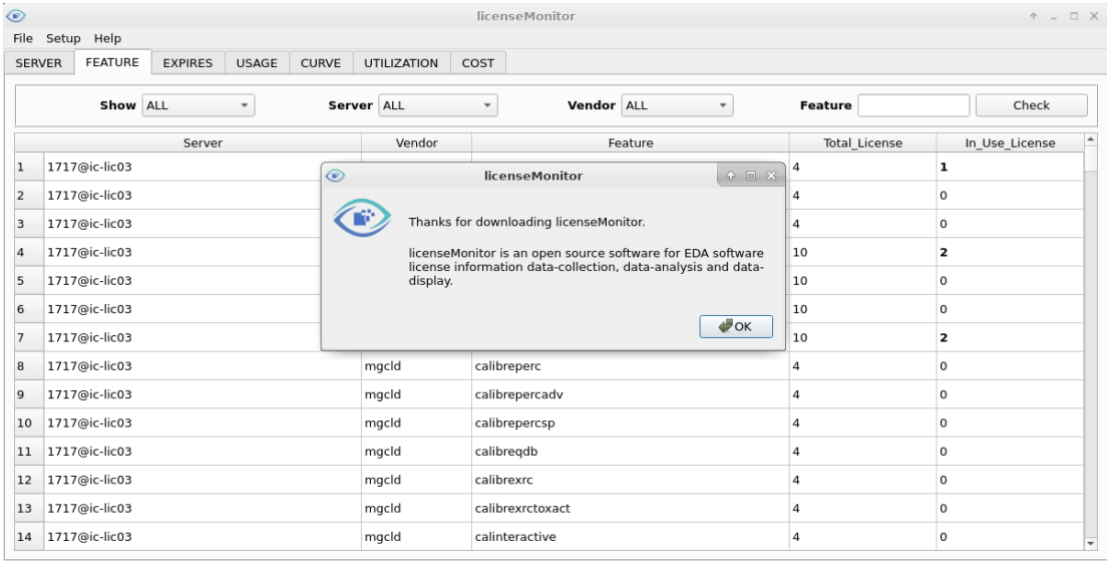 licenseMonitor
File Setup Help
SERVER FEATURE EXPIRES USAGE CURVE UTILIZATION COST
Show ALL Server ALL Vendor ALL Feature Check
Server Vendor Feature Total_License In_Use_License
1 1717@ic-lic03 4 1
2 1717@ic-lic03 4 0
3 1717@ic-lic03 4 0
4 1717@ic-lic03 10 2
5 1717@ic-lic03 10 0
6 1717@ic-lic03 10 0
7 1717@ic-lic03 10 2
8 1717@ic-lic03 mgcld calibreperc 4 0
9 1717@ic-lic03 mgcld calibrepercadv 4 0
10 1717@ic-lic03 mgcld calibrepercsp 4 0
11 1717@ic-lic03 mgcld calibreqdb 4 0
12 1717@ic-lic03 mgcld calibrexrc 4 0
13 1717@ic-lic03 mgcld calibrexrctoxact 4 0
14 1717@ic-lic03 mgcld calinteractive 4 0
licenseMonitor
Thanks for downloading licenseMonitor.
licenseMonitor is an open source software for EDA software
license information data-collection, data-analysis and data-
display.
OK